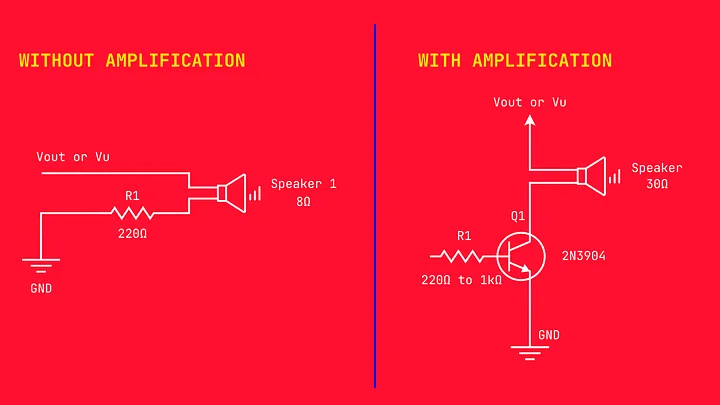 WITHOUT AMPLIFICATION
Vout or Vu
R1
220Ω
Speaker 1
8Ω
GND
WITH AMPLIFICATION
Vout or Vu
Speaker
30Ω
Q1
R1
220Ω to 1kΩ
2N3904
GND